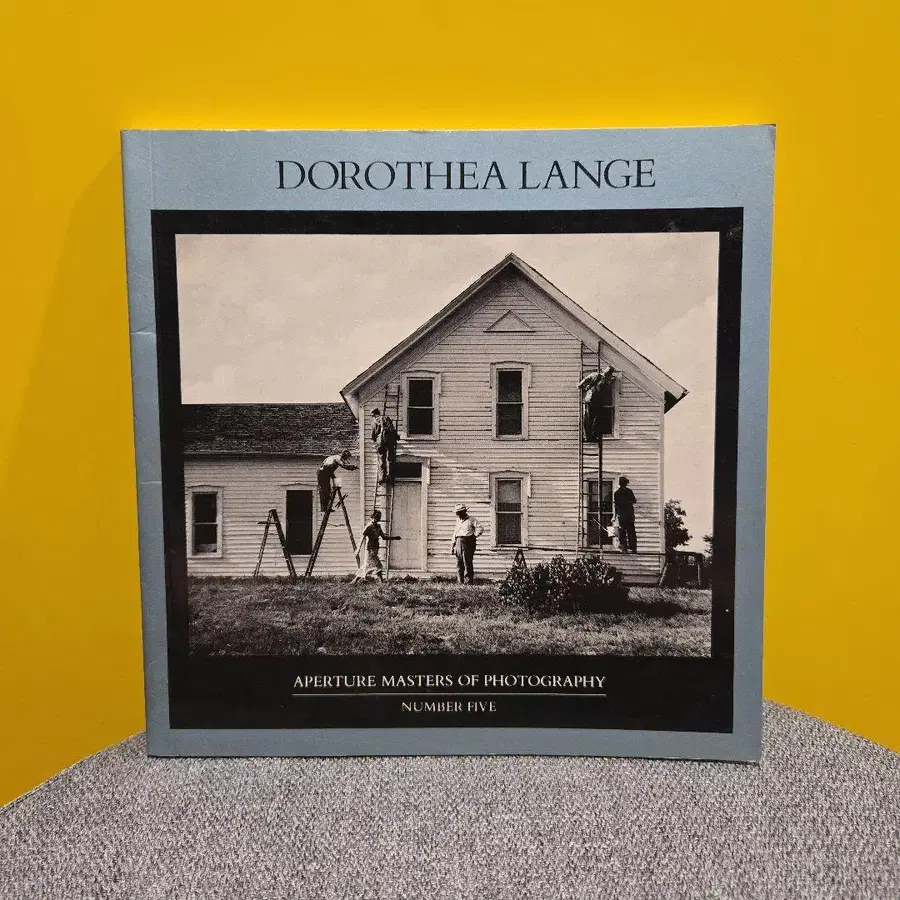 DOROTHEA LANGE
APERTURE MASTERS OF PHOTOGRAPHY
NUMBER FIVE